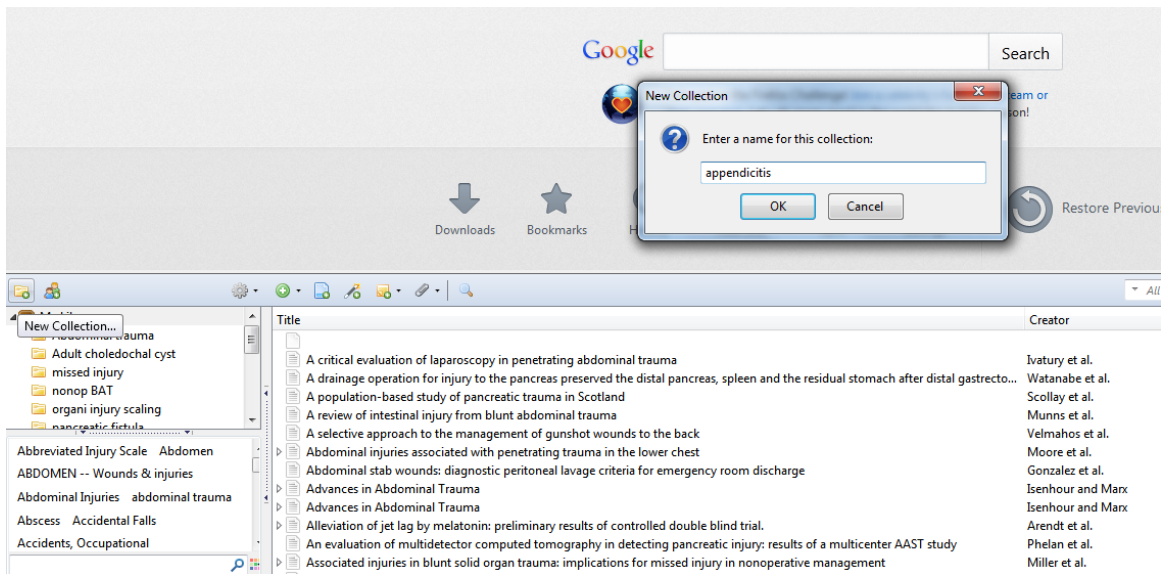 Google
Search
New Collection
eam or
son!
Enter a name for this collection:
appendicitis
OK
Cancel
Downloads
Bookmarks
H
Restore Previou
All
New Collection...
Title
Creator
Abdominal trauma
Adult choledochal cyst
missed injury
nonop BAT
organi injury scaling
pancreatic fistula
A critical evaluation of laparoscopy in penetrating abdominal trauma Ivatury et al.
A drainage operation for injury to the pancreas preserved the distal pancreas, spleen and the residual stomach after distal gastrecto... Watanabe et al.
A population-based study of pancreatic trauma in Scotland Scollay et al.
A review of intestinal injury from blunt abdominal trauma Munns et al.
A selective approach to the management of gunshot wounds to the back Velmahos et al.
Abdominal injuries associated with penetrating trauma in the lower chest Moore et al.
Abdominal stab wounds: diagnostic peritoneal lavage criteria for emergency room discharge Gonzalez et al.
Advances in Abdominal Trauma Isenhour and Marx
Advances in Abdominal Trauma Isenhour and Marx
Alleviation of jet lag by melatonin: preliminary results of controlled double blind trial. Arendt et al.
An evaluation of multidetector computed tomography in detecting pancreatic injury: results of a multicenter AAST study Phelan et al.
Associated injuries in blunt solid organ trauma: implications for missed injury in nonoperative management Miller et al.
Abbreviated Injury Scale Abdomen
ABDOMEN -- Wounds & injuries
Abdominal Injuries abdominal trauma
Abscess Accidental Falls
Accidents, Occupational